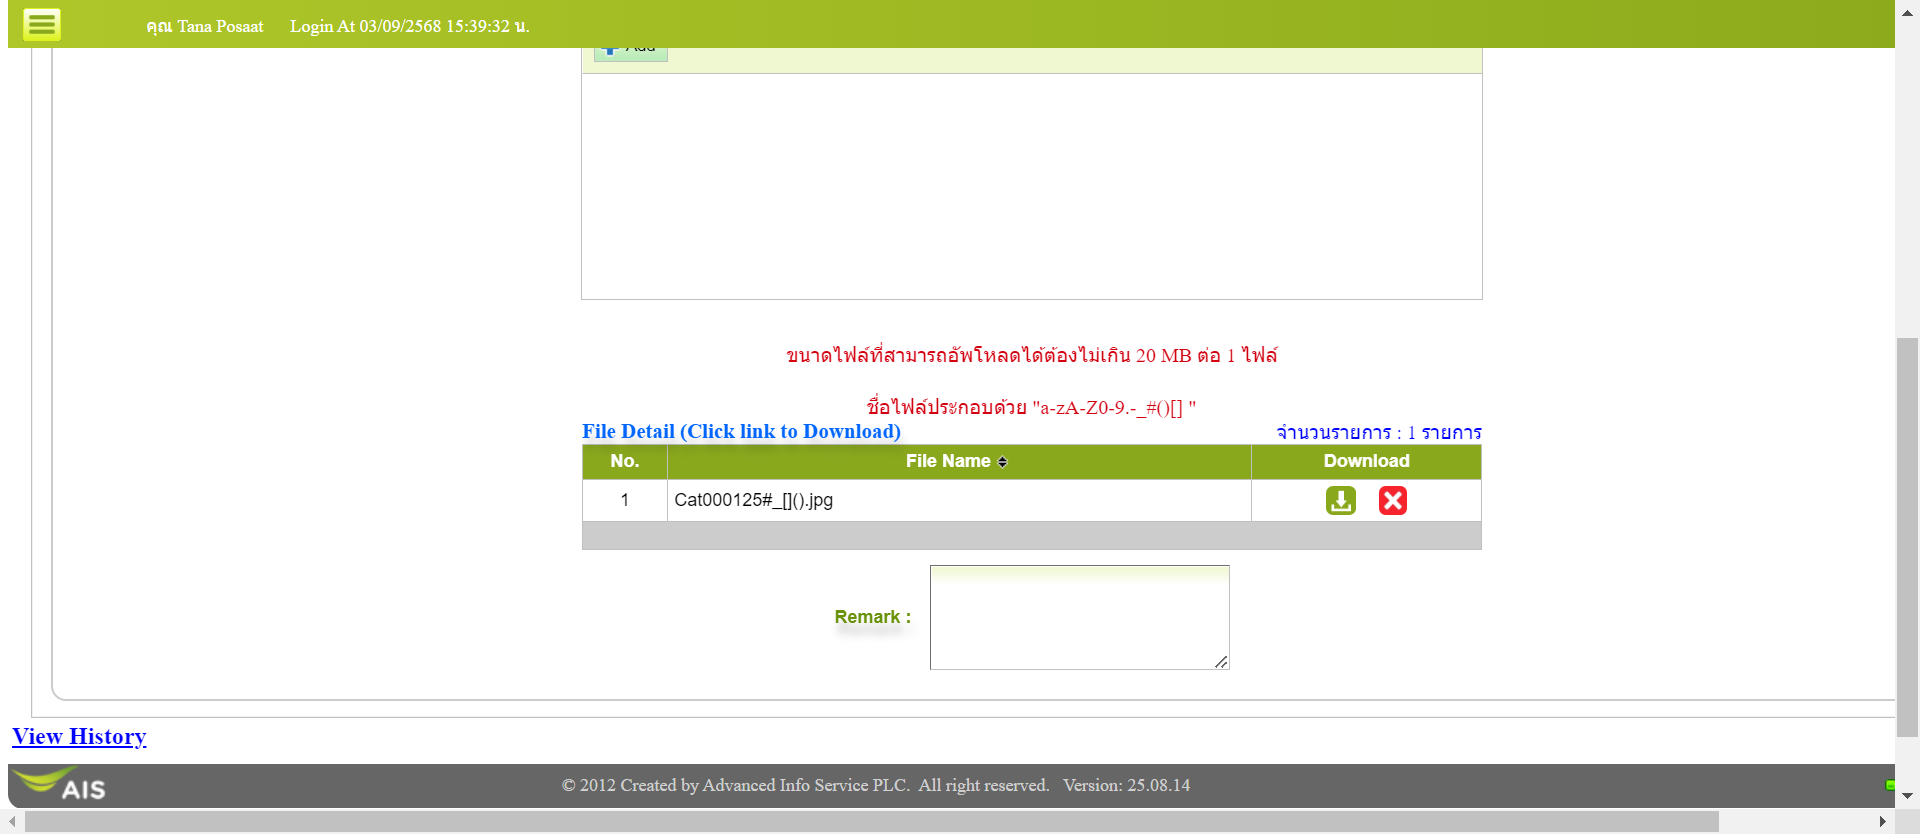 คุณ Tana Posaat Login At 03/09/2568 15:39:32 น.
Add
ขนาดไฟล์ที่สามารถอัพโหลดได้ต้องไม่เกิน 20 MB ต่อ 1 ไฟล์
ชื่อไฟล์ประกอบด้วย "a-zA-Z0-9.-_#()[] "
File Detail (Click link to Download) จำนวนรายการ : 1 รายการ
No. File Name Download
1 Cat000125#_[]().jpg
Remark :
View History
AIS © 2012 Created by Advanced Info Service PLC. All right reserved. Version: 25.08.14